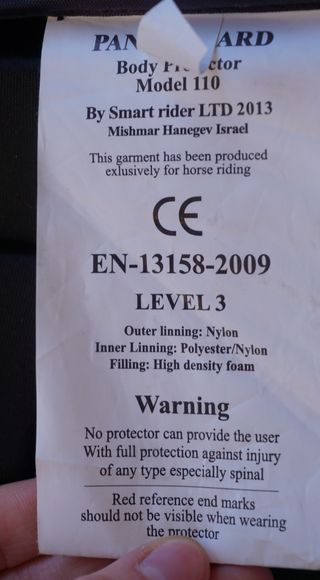 Body
Model 110
By Smart rider LTD 2013
Mishmar Hanegev Israel
This garment has been produced
exlusively for horse riding
CE
EN-13158-2009
LEVEL 3
Outer linning: Nylon
Inner Linning: Polyester/Nylon
Filling: High density foam
Warning
No protector can provide the user
With full protection against injury
of any type especially spinal
Red reference end marks
should not be visible when wearing
the protector